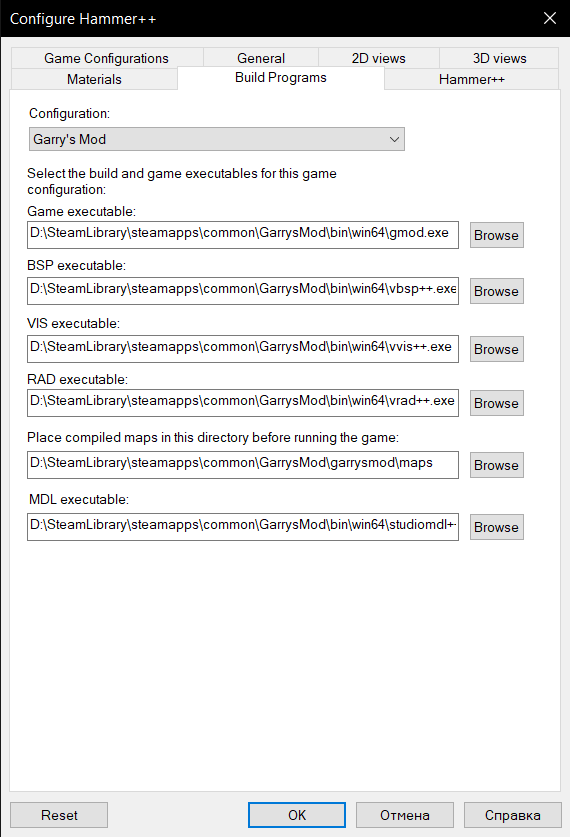 Configure Hammer++
Game Configurations
General
2D views
3D views
Materials
Build Programs
Hammer++
Configuration:
Garry's Mod
Select the build and game executables for this game
configuration:
Game executable:
D:\SteamLibrary\steamapps\common\GarrysMod\bin\win64\gmod.exe
Browse
BSP executable:
D:\SteamLibrary\steamapps\common\GarrysMod\bin\win64\vbsp++.exe
Browse
VIS executable:
D:\SteamLibrary\steamapps\common\GarrysMod\bin\win64\vvis++.exe
Browse
RAD executable:
D:\SteamLibrary\steamapps\common\GarrysMod\bin\win64\vrad++.exe
Browse
Place compiled maps in this directory before running the game:
D:\SteamLibrary\steamapps\common\GarrysMod\garrysmod\maps
Browse
MDL executable:
D:\SteamLibrary\steamapps\common\GarrysMod\bin\win64\studiomdl+
Browse
Reset
OK
Отмена
Справка